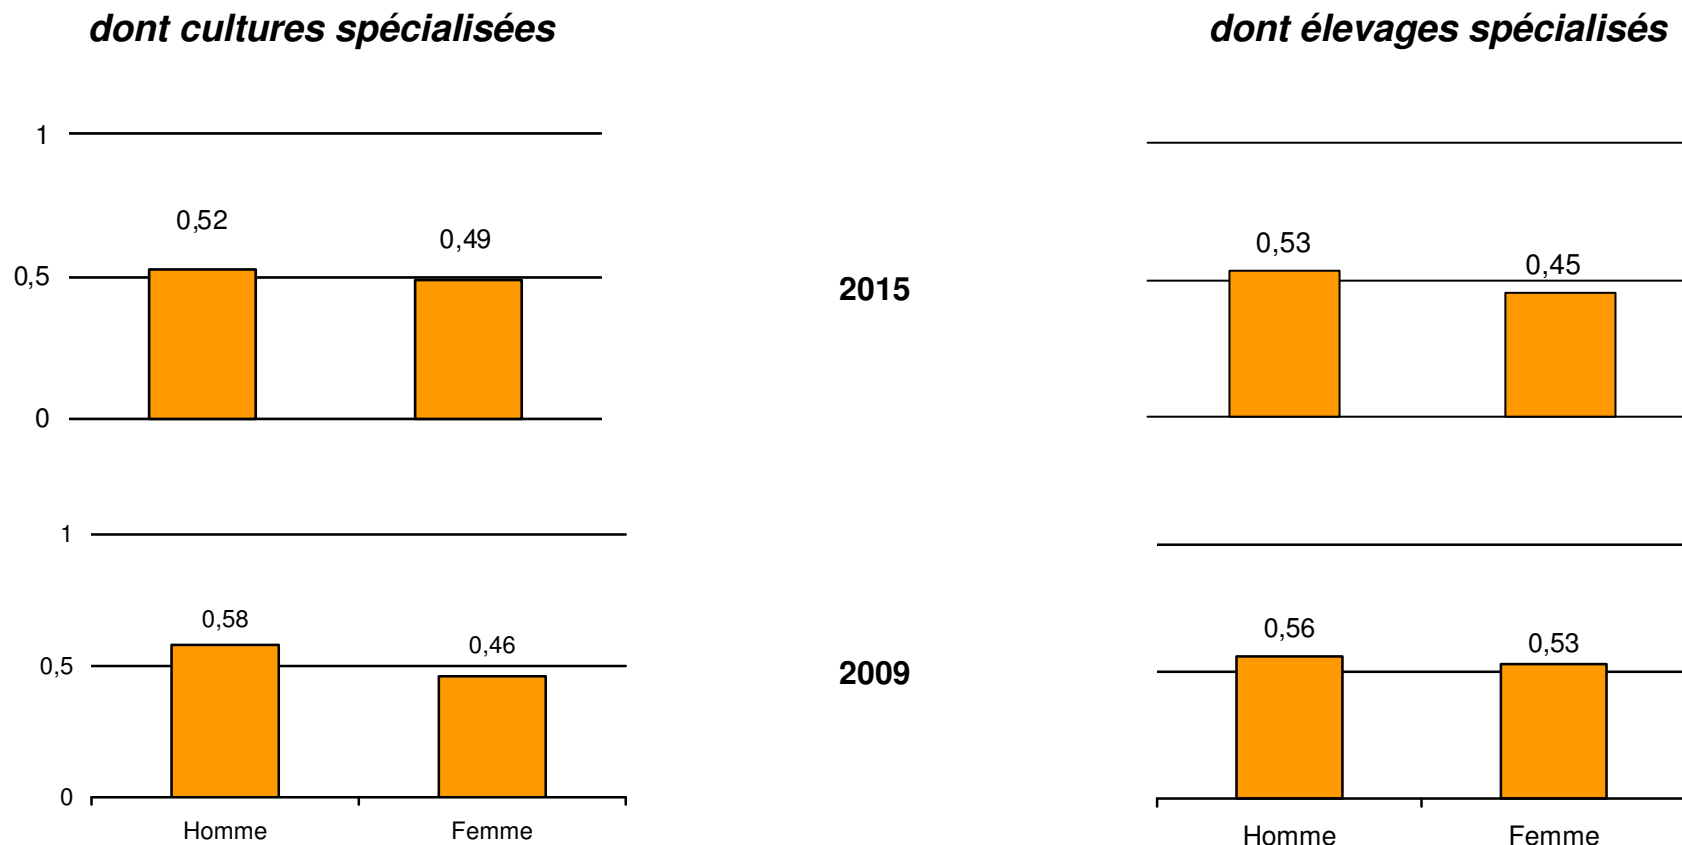 dont cultures spécialisées
dont élevages spécialisés
1
0,52
0,49
0,5
0
2015
0,53
0,45
1
0,58
0,46
0,5
0
Homme
Femme
2009
0,56
0,53
Homme
Femme